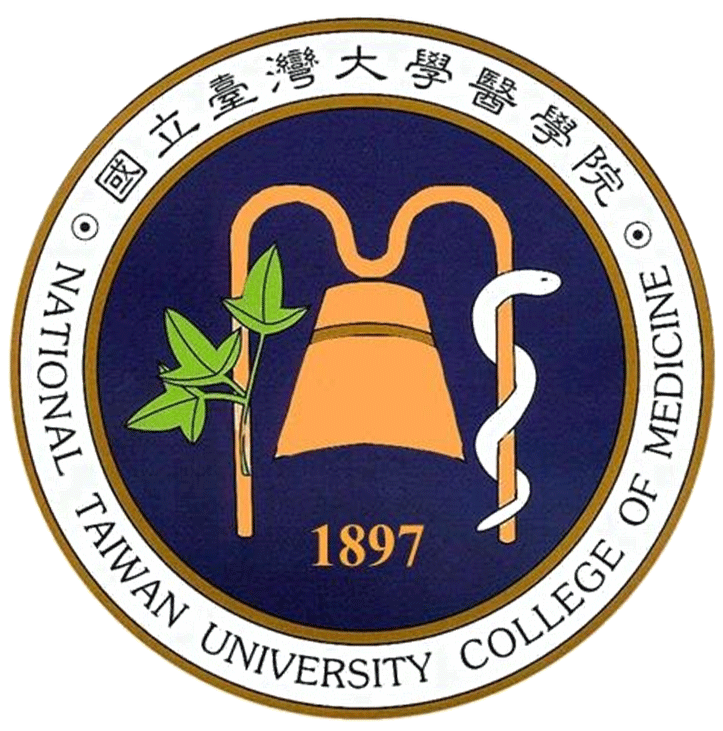 國立臺灣大學醫學院
NATIONAL TAIWAN UNIVERSITY COLLEGE OF MEDICINE
1897